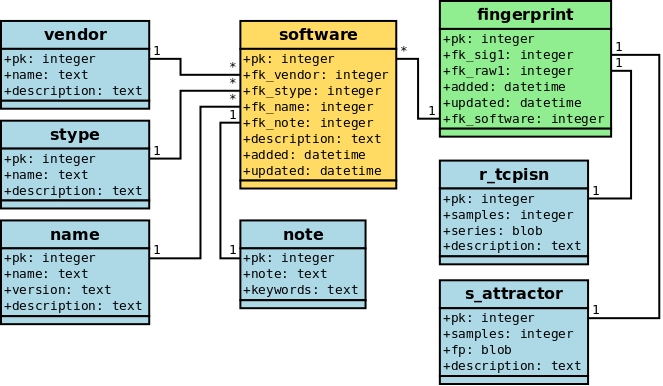 vendor
+pk: integer
+name: text
+description: text
1
*
stype
+pk: integer
+name: text
+description: text
1
*
name
+pk: integer
+name: text
+version: text
+description: text
1
*
software
+pk: integer
+fk_vendor: integer
+fk_stype: integer
+fk_name: integer
+fk_note: integer
+description: text
+added: datetime
+updated: datetime
1
*
note
+pk: integer
+note: text
+keywords: text
1
fingerprint
+pk: integer
+fk_sig1: integer
+fk_raw1: integer
+added: datetime
+updated: datetime
+fk_software: integer
1
1
1
r_tcpisn
+pk: integer
+samples: integer
+series: blob
+description: text
1
s_attractor
+pk: integer
+samples: integer
+fp: blob
+description: text
1